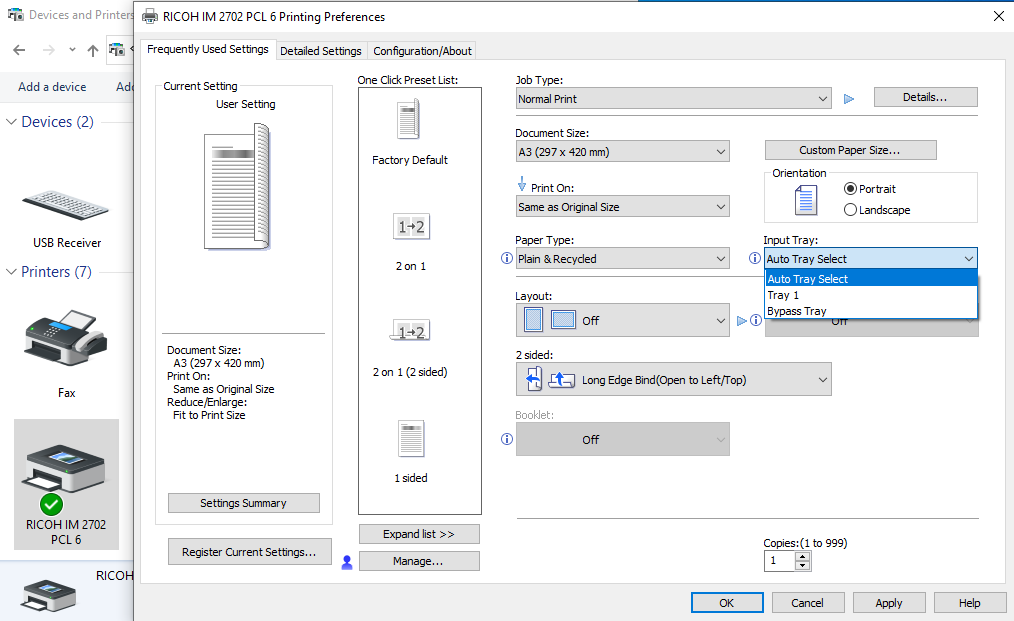 Devices and Printers
RICOH IM 2702 PCL 6 Printing Preferences
Add a device
Devices (2)
USB Receiver
Printers (7)
Fax
RICOH IM 2702
PCL 6
RICOH
Frequently Used Settings
Detailed Settings
Configuration/About
Current Setting
User Setting
Document Size:
A3 (297 x 420 mm)
Print On:
Same as Original Size
Reduce/Enlarge:
Fit to Print Size
Settings Summary
Register Current Settings...
One Click Preset List:
Factory Default
1→2
2 on 1
1→2
2 on 1 (2 sided)
1 sided
Expand list >>
Manage...
Job Type:
Normal Print
Details...
Document Size:
A3 (297 x 420 mm)
Custom Paper Size...
Print On:
Same as Original Size
Orientation
Portrait
Landscape
Paper Type:
Plain & Recycled
Input Tray:
Auto Tray Select
Auto Tray Select
Tray 1
Bypass Tray
Layout:
Off
Off
2 sided:
Long Edge Bind(Open to Left/Top)
Booklet:
Off
Copies:(1 to 999)
1
OK
Cancel
Apply
Help